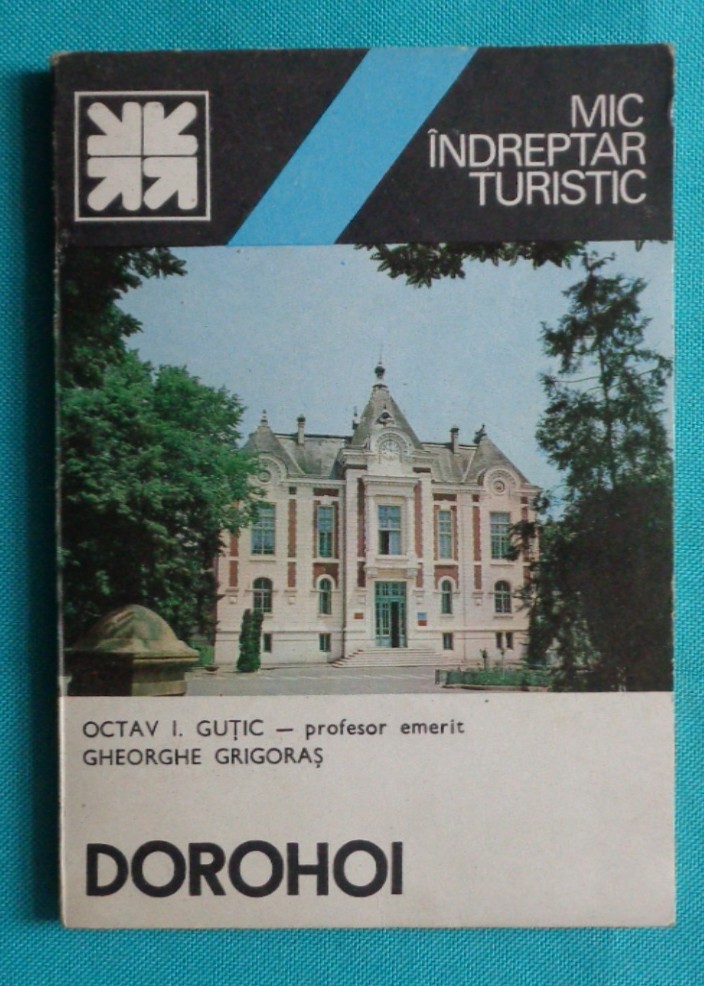 MIC
ÎNDREPTAR
TURISTIC
OCTAV I. GUȚIC — profesor emerit
GHEORGHE GRIGORAȘ
DOROHOI